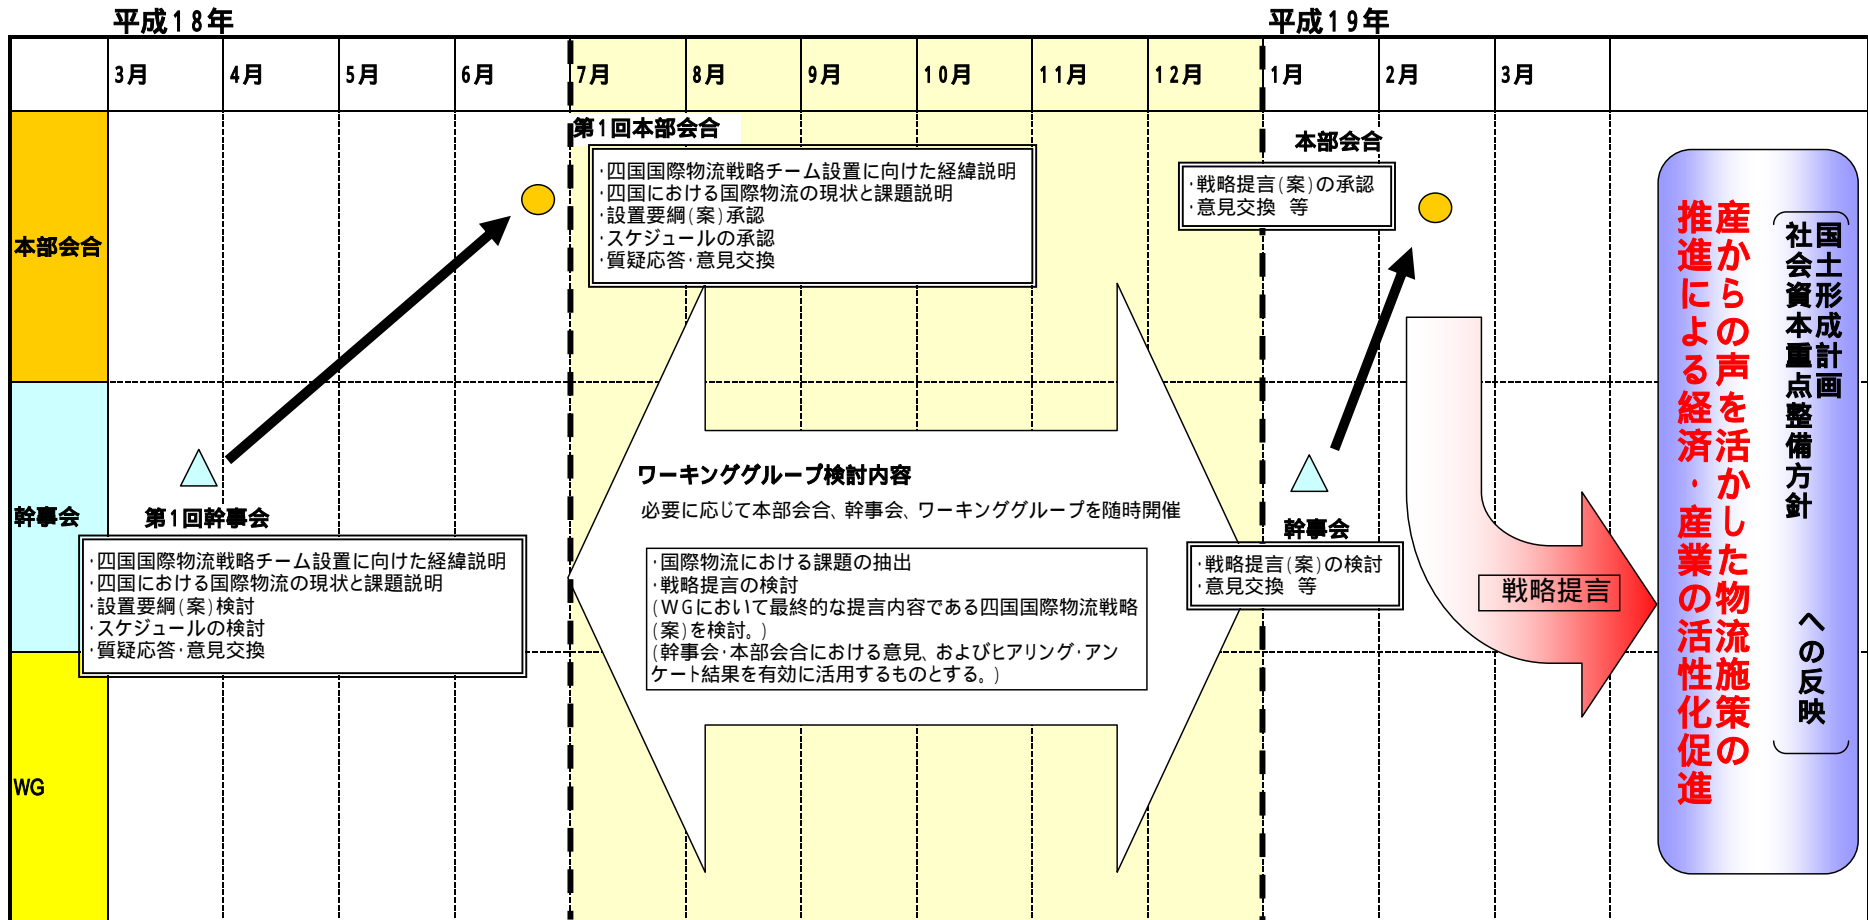 平成18年
平成19年
3月
4月
5月
6月
7月
8月
9月
10月
11月
12月
1月
2月
3月
本部会合
第1回本部会合
・四国国際物流戦略チーム設置に向けた経緯説明
・四国における国際物流の現状と課題説明
・設置要綱(案)承認
・スケジュールの承認
・質疑応答・意見交換
本部会合
・戦略提言(案)の承認
・意見交換 等
幹事会
第1回幹事会
・四国国際物流戦略チーム設置に向けた経緯説明
・四国における国際物流の現状と課題説明
・設置要綱(案)検討
・スケジュールの検討
・質疑応答・意見交換
ワーキンググループ検討内容
必要に応じて本部会合、幹事会、ワーキンググループを随時開催
・国際物流における課題の抽出
・戦略提言の検討
(WGにおいて最終的な提言内容である四国国際物流戦略
(案)を検討。)
(幹事会・本部会合における意見、およびヒアリング・アン
ケート結果を有効に活用するものとする。)
幹事会
・戦略提言(案)の検討
・意見交換 等
WG
戦略提言
国土形成計画
社会資本重点整備方針
への反映
産からの声を活かした物流施策の
推進による経済・産業の活性化促進